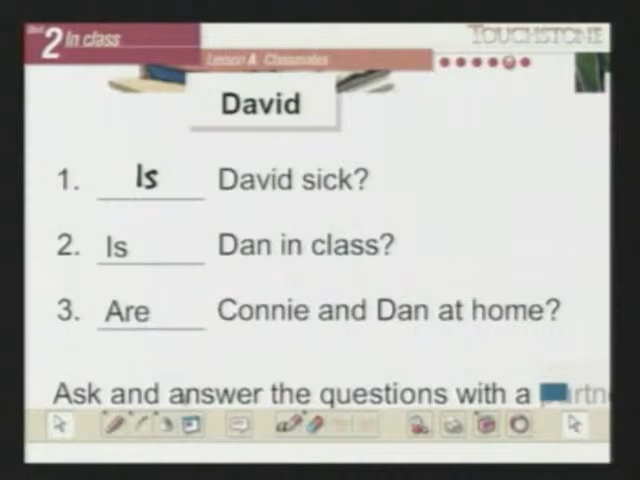 Unit
2 In class
TOUCHSTONE
Lesson A Classmates
David
1. Is David sick?
2. Is Dan in class?
3. Are Connie and Dan at home?
Ask and answer the questions with a